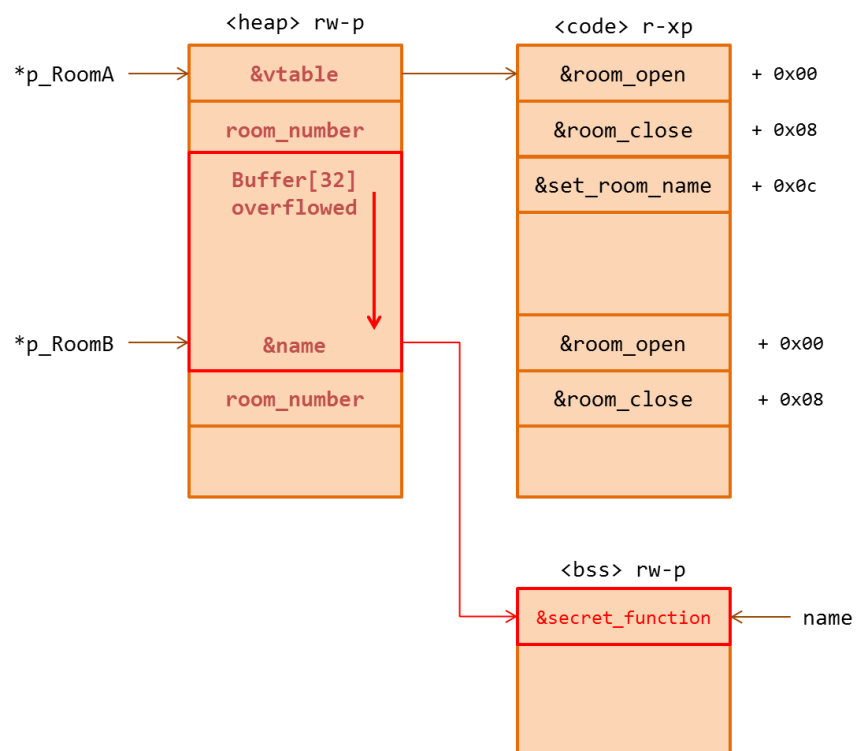 <heap> rw-p
<code> r-xp
*p_RoomA
&vtable
&room_open
+ 0x00
room_number
&room_close
+ 0x08
Buffer[32]
overflowed
&set_room_name
+ 0x0c
*p_RoomB
&name
&room_open
+ 0x00
room_number
&room_close
+ 0x08
<bss> rw-p
&secret_function
name